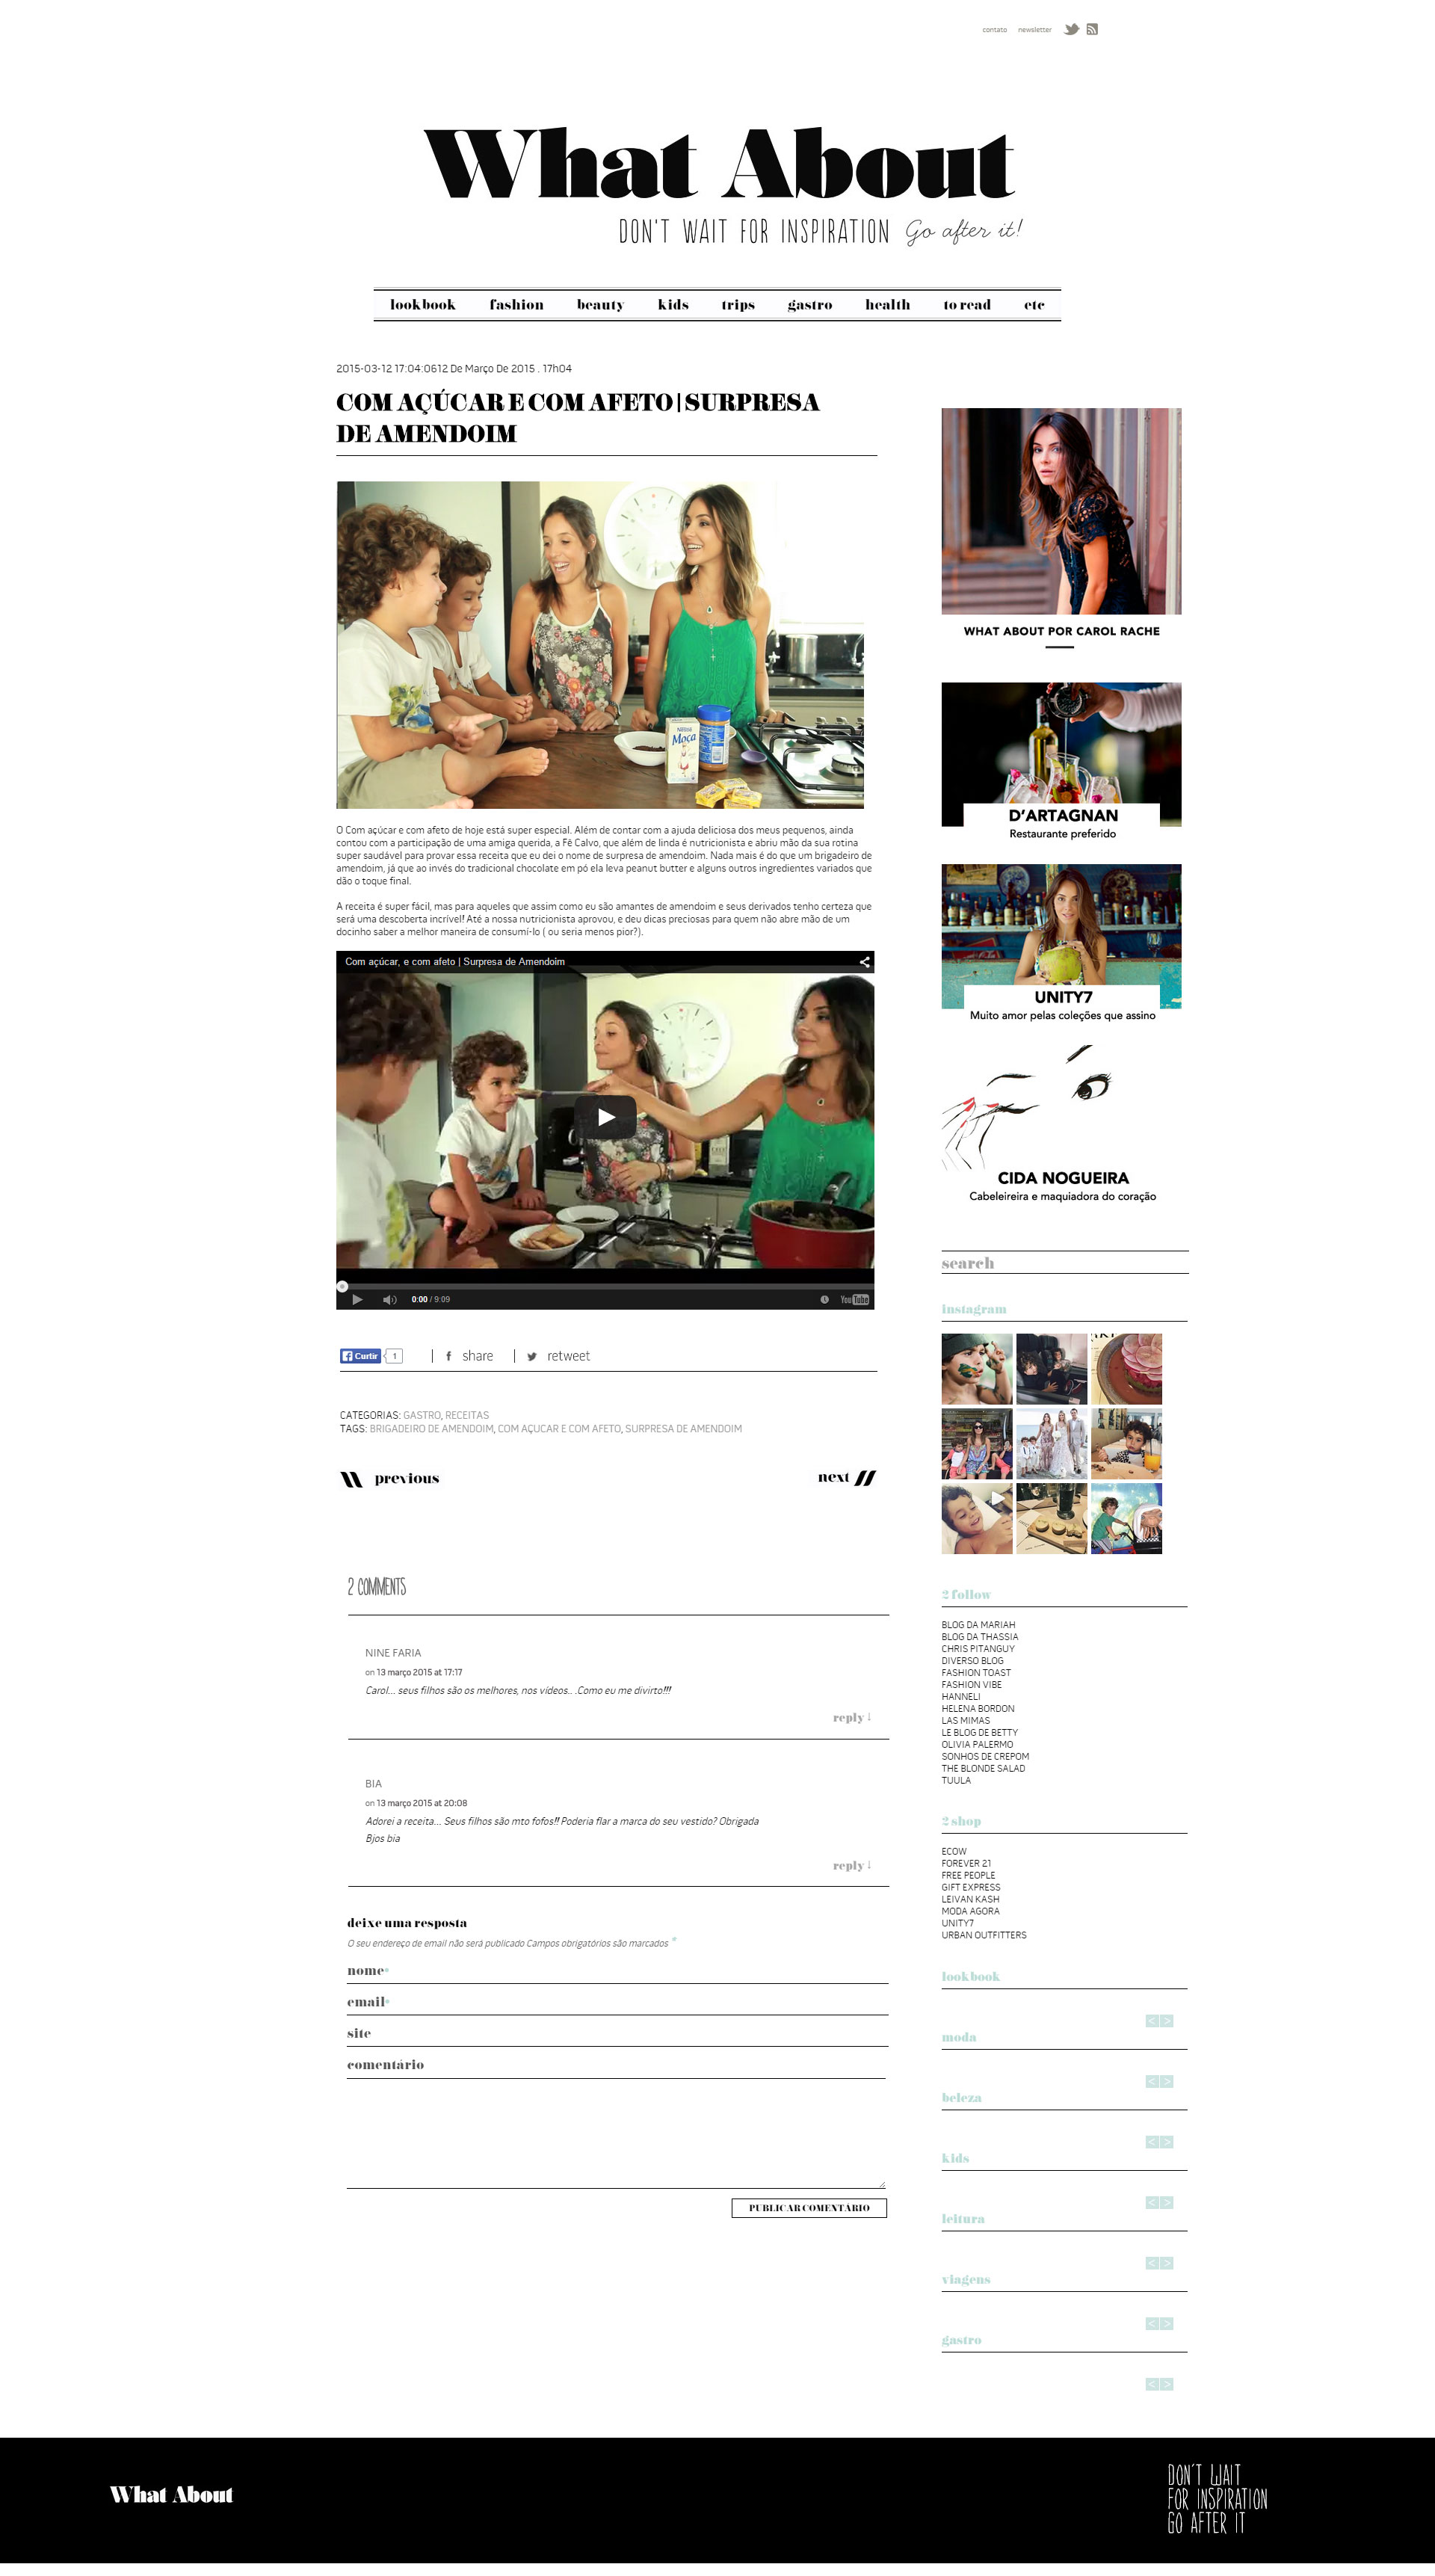 contato newsletter
What About
DON'T WAIT FOR INSPIRATION Go after it!
lookbook fashion beauty kids trips gastro health to read etc
2015-03-12 17:04:0612 De Março De 2015 . 17h04
COM AÇÚCAR E COM AFETO | SURPRESA
DE AMENDOIM
Nestlé
Moça
O Com açúcar e com afeto de hoje está super especial. Além de contar com a ajuda deliciosa dos meus pequenos, ainda
contou com a participação de uma amiga querida, a Fê Calvo, que além de linda é nutricionista e abriu mão da sua rotina
super saudável para provar essa receita que eu dei o nome de surpresa de amendoim. Nada mais é do que um brigadeiro de
amendoim, já que ao invés do tradicional chocolate em pó ela leva peanut butter e alguns outros ingredientes variados que
dão o toque final.
A receita é super fácil, mas para aqueles que assim como eu são amantes de amendoim e seus derivados tenho certeza que
será uma descoberta incrível! Até a nossa nutricionista aprovou, e deu dicas preciosas para quem não abre mão de um
docinho saber a melhor maneira de consumí-lo ( ou seria menos pior?).
Com açúcar, e com afeto | Surpresa de Amendoim
0:00 / 9:09
YouTube
Curtir 1 share retweet
CATEGORIAS: GASTRO, RECEITAS
TAGS: BRIGADEIRO DE AMENDOIM, COM AÇUCAR E COM AFETO, SURPRESA DE AMENDOIM
previous next
2 COMMENTS
NINE FARIA
on 13 março 2015 at 17:17
Carol... seus filhos são os melhores, nos vídeos.. .Como eu me divirto!!!
reply ↓
BIA
on 13 março 2015 at 20:08
Adorei a receita... Seus filhos são mto fofos!! Poderia flar a marca do seu vestido? Obrigada
Bjos bia
reply ↓
deixe uma resposta
O seu endereço de email não será publicado Campos obrigatórios são marcados *
nome*
email*
site
comentário
PUBLICAR COMENTÁRIO
WHAT ABOUT POR CAROL RACHE
D'ARTAGNAN
Restaurante preferido
UNITY7
Muito amor pelas coleções que assino
CIDA NOGUEIRA
Cabeleireira e maquiadora do coração
search
instagram
2 follow
BLOG DA MARIAH
BLOG DA THASSIA
CHRIS PITANGUY
DIVERSO BLOG
FASHION TOAST
FASHION VIBE
HANNELI
HELENA BORDON
LAS MIMAS
LE BLOG DE BETTY
OLIVIA PALERMO
SONHOS DE CREPOM
THE BLONDE SALAD
TUULA
2 shop
ECOW
FOREVER 21
FREE PEOPLE
GIFT EXPRESS
LEIVAN KASH
MODA AGORA
UNITY7
URBAN OUTFITTERS
lookbook
< >
moda
< >
beleza
< >
kids
< >
leitura
< >
viagens
< >
gastro
< >
What About
DON'T WAIT
FOR INSPIRATION
GO AFTER IT